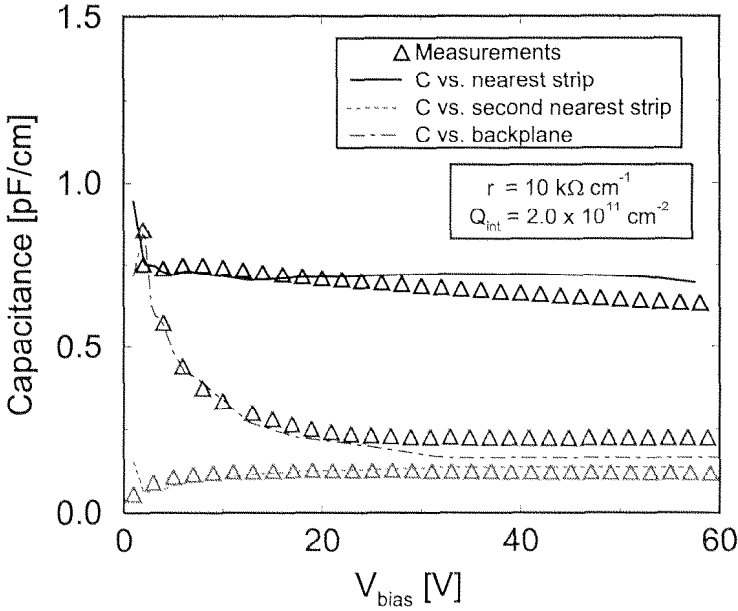 1.5
1.0
0.5
0.0
Capacitance [pF/cm]
Measurements
C vs. nearest strip
C vs. second nearest strip
C vs. backplane
r = 10 kΩ cm⁻¹
Q_int = 2.0 x 10¹¹ cm⁻²
0 20 40 60
V_bias [V]